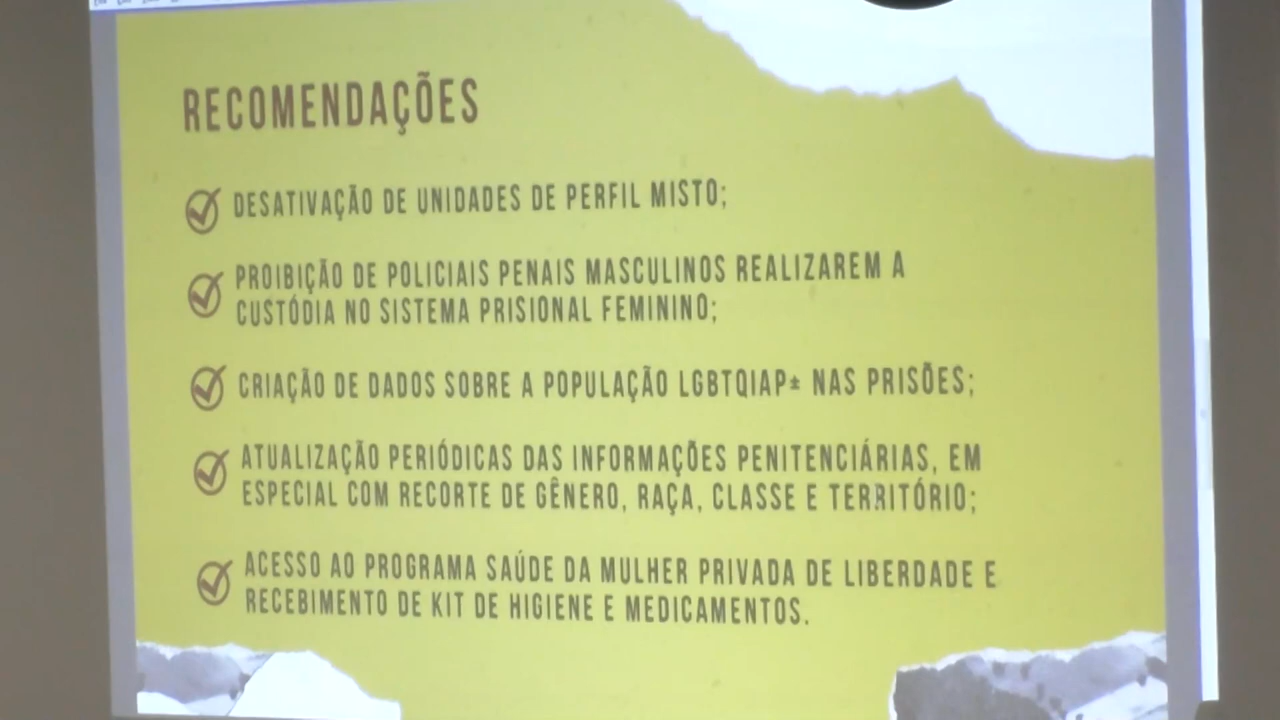 RECOMENDAÇÕES
DESATIVAÇÃO DE UNIDADES DE PERFIL MISTO;
PROIBIÇÃO DE POLICIAIS PENAIS MASCULINOS REALIZAREM A
CUSTÓDIA NO SISTEMA PRISIONAL FEMININO;
CRIAÇÃO DE DADOS SOBRE A POPULAÇÃO LGBTQIAP± NAS PRISÕES;
ATUALIZAÇÃO PERIÓDICAS DAS INFORMAÇÕES PENITENCIÁRIAS, EM
ESPECIAL COM RECORTE DE GÊNERO, RAÇA, CLASSE E TERRITÓRIO;
ACESSO AO PROGRAMA SAÚDE DA MULHER PRIVADA DE LIBERDADE E
RECEBIMENTO DE KIT DE HIGIENE E MEDICAMENTOS.